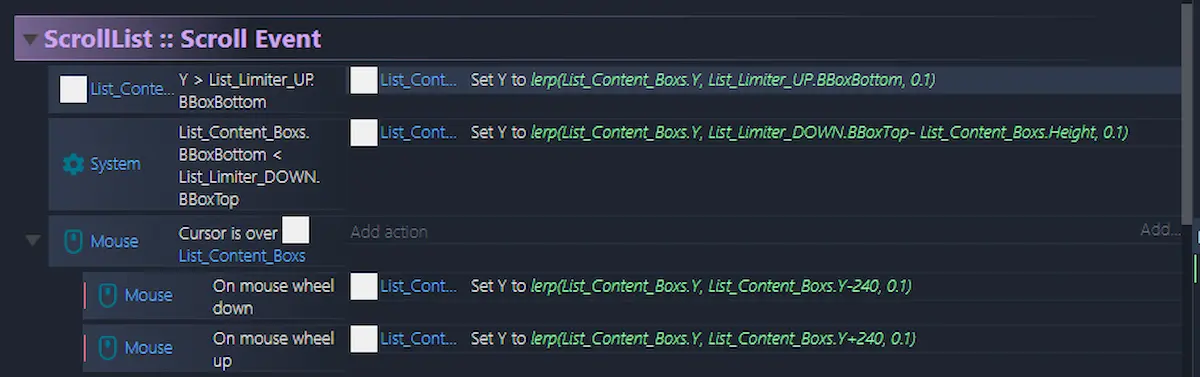 ScrollList :: Scroll Event
List_Conte... Y > List_Limiter_UP. List_Cont... Set Y to lerp(List_Content_Boxs.Y, List_Limiter_UP.BBoxBottom, 0.1)
BBoxBottom
List_Content_Boxs. List_Cont... Set Y to lerp(List_Content_Boxs.Y, List_Limiter_DOWN.BBoxTop- List_Content_Boxs.Height, 0.1)
System BBoxBottom <
List_Limiter_DOWN.
BBoxTop
Mouse Cursor is over Add action Add...
List_Content_Boxs
Mouse On mouse wheel List_Cont... Set Y to lerp(List_Content_Boxs.Y, List_Content_Boxs.Y-240, 0.1)
down
Mouse On mouse wheel List_Cont... Set Y to lerp(List_Content_Boxs.Y, List_Content_Boxs.Y+240, 0.1)
up